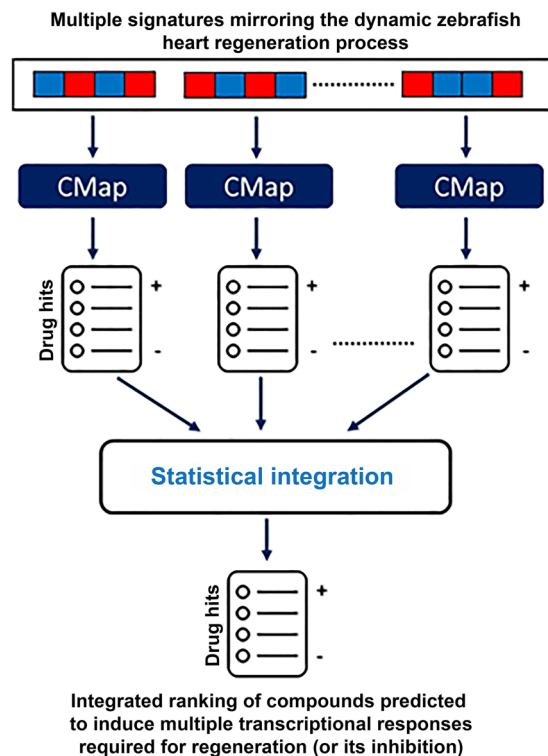 Multiple signatures mirroring the dynamic zebrafish
heart regeneration process
CMap
CMap
CMap
Drug hits
+
-
+
-
+
-
Statistical integration
Drug hits
+
-
Integrated ranking of compounds predicted
to induce multiple transcriptional responses
required for regeneration (or its inhibition)